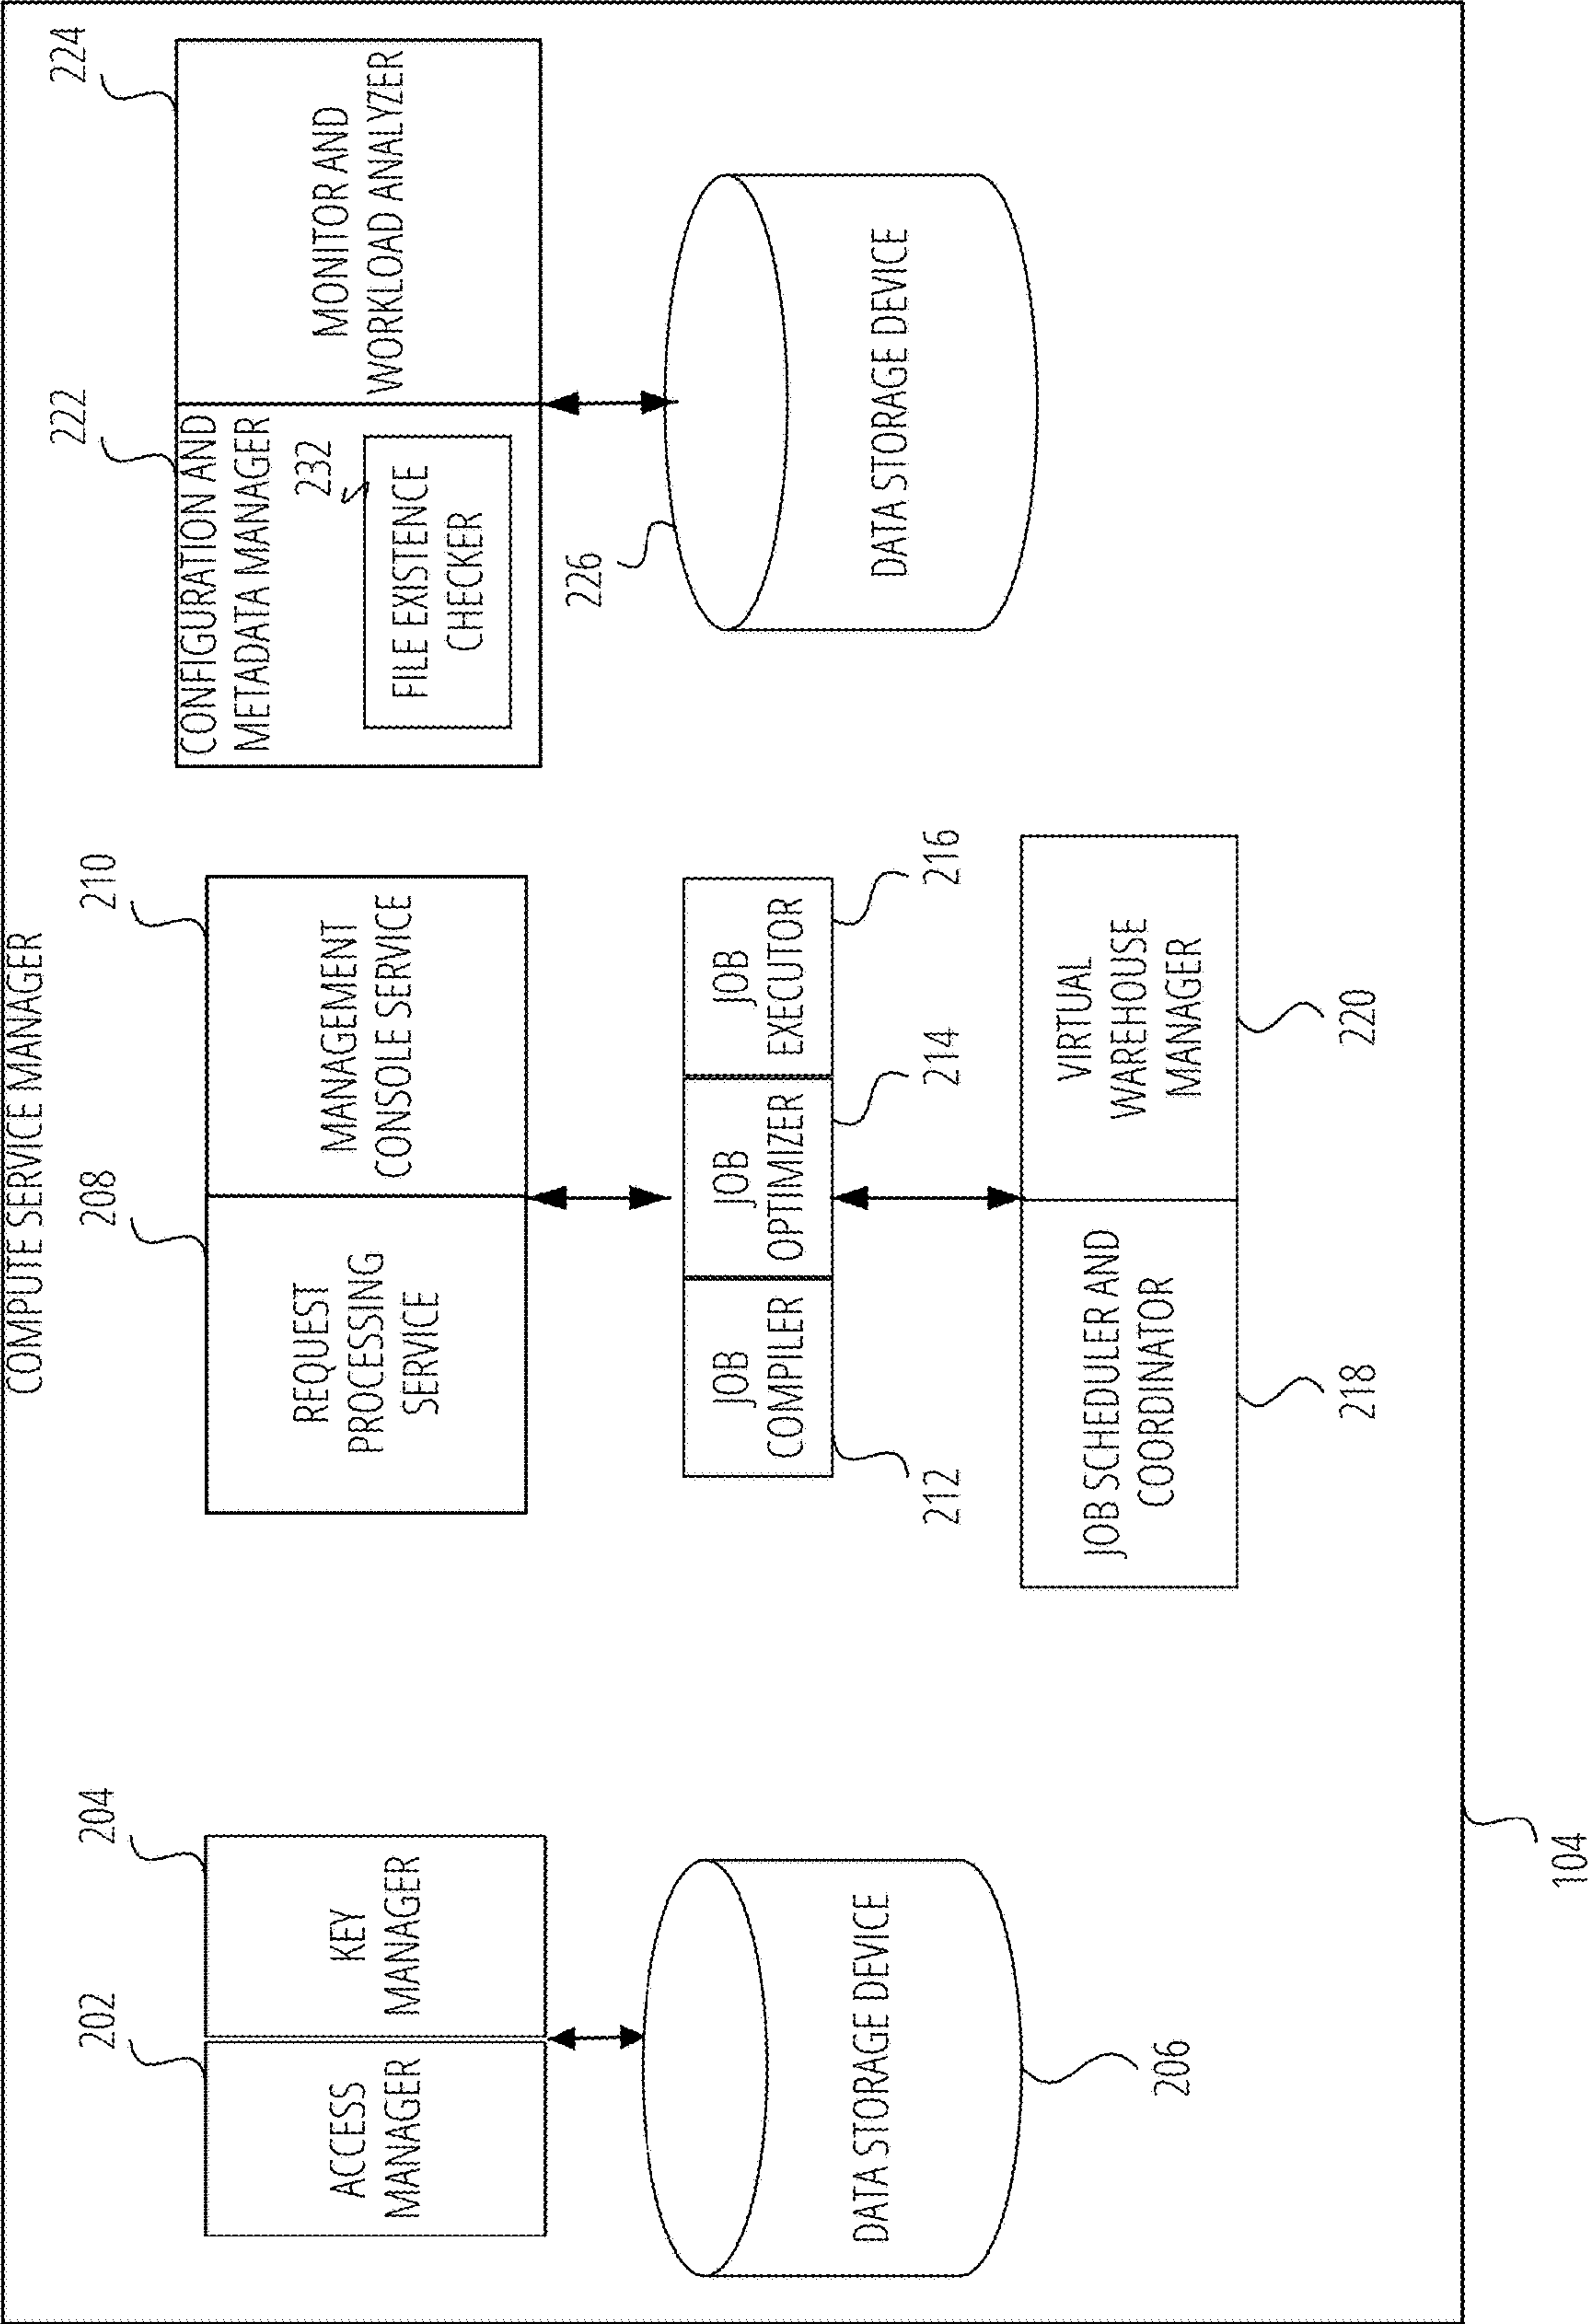 COMPUTE SERVICE MANAGER
202
204
ACCESS
MANAGER
KEY
MANAGER
DATA STORAGE DEVICE
206
208
210
REQUEST
PROCESSING
SERVICE
MANAGEMENT
CONSOLE SERVICE
JOB
COMPILER
JOB
OPTIMIZER
JOB
EXECUTOR
212
214
216
JOB SCHEDULER AND
COORDINATOR
VIRTUAL
WAREHOUSE
MANAGER
218
220
222
224
CONFIGURATION AND
METADATA MANAGER
232
FILE EXISTENCE
CHECKER
MONITOR AND
WORKLOAD ANALYZER
226
DATA STORAGE DEVICE
104